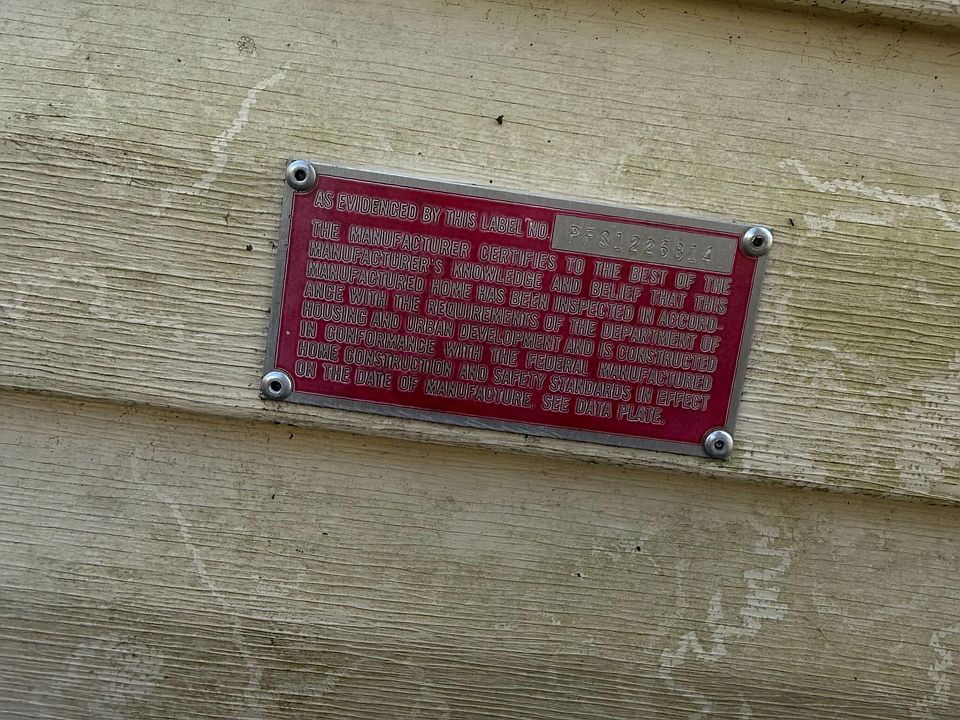 AS EVIDENCED BY THIS LABEL NO. PFS1226814
THE MANUFACTURER CERTIFIES TO THE BEST OF THE
MANUFACTURER'S KNOWLEDGE AND BELIEF THAT THIS
MANUFACTURED HOME HAS BEEN INSPECTED IN ACCORD-
ANCE WITH THE REQUIREMENTS OF THE DEPARTMENT OF
HOUSING AND URBAN DEVELOPMENT AND IS CONSTRUCTED
IN CONFORMANCE WITH THE FEDERAL MANUFACTURED
HOME CONSTRUCTION AND SAFETY STANDARDS IN EFFECT
ON THE DATE OF MANUFACTURE. SEE DATA PLATE.